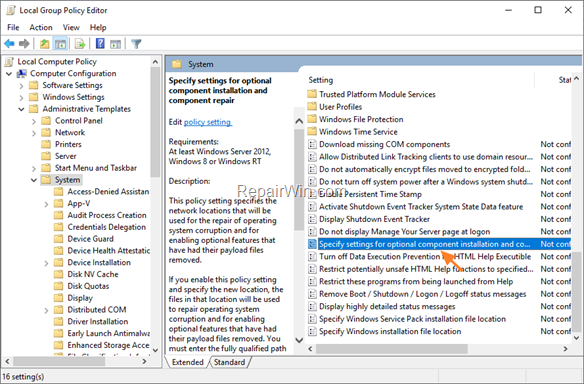 Local Group Policy Editor
File Action View Help
Local Computer Policy
Computer Configuration
Software Settings
Windows Settings
Administrative Templates
Control Panel
Network
Printers
Server
Start Menu and Taskbar
System
Access-Denied Assistan
App-V
Audit Process Creation
Credentials Delegation
Device Guard
Device Health Attestation
Device Installation
Disk NV Cache
Disk Quotas
Display
Distributed COM
Driver Installation
Early Launch Antimalwa
Enhanced Storage Acce
System
Specify settings for optional
component installation and
component repair
Edit policy setting.
Requirements:
At least Windows Server 2012,
Windows 8 or Windows RT
Description:
This policy setting specifies the
network locations that will be
used for the repair of operating
system corruption and for
enabling optional features that
have had their payload files
removed.
If you enable this policy setting
and specify the new location, the
files in that location will be used
to repair operating system
corruption and for enabling
optional features that have had
their payload files removed. You
must enter the fully qualified path
Setting Stat
Trusted Platform Module Services
User Profiles
Windows File Protection
Windows Time Service
Download missing COM components Not conf
Allow Distributed Link Tracking clients to use domain resour... Not conf
Do not automatically encrypt files moved to encrypted fold... Not conf
Do not turn off system power after a Windows system shutd... Not conf
Enable Persistent Time Stamp Not conf
Activate Shutdown Event Tracker System State Data feature Not conf
Display Shutdown Event Tracker Not conf
Do not display Manage Your Server page at logon Not conf
Specify settings for optional component installation and co... Not conf
Turn off Data Execution Prevention for HTML Help Executible Not conf
Restrict potentially unsafe HTML Help functions to specified... Not conf
Restrict these programs from being launched from Help Not conf
Remove Boot / Shutdown / Logon / Logoff status messages Not conf
Display highly detailed status messages Not conf
Specify Windows Service Pack installation file location Not conf
Specify Windows installation file location Not conf
RepairWin.com
Extended Standard
16 setting(s)